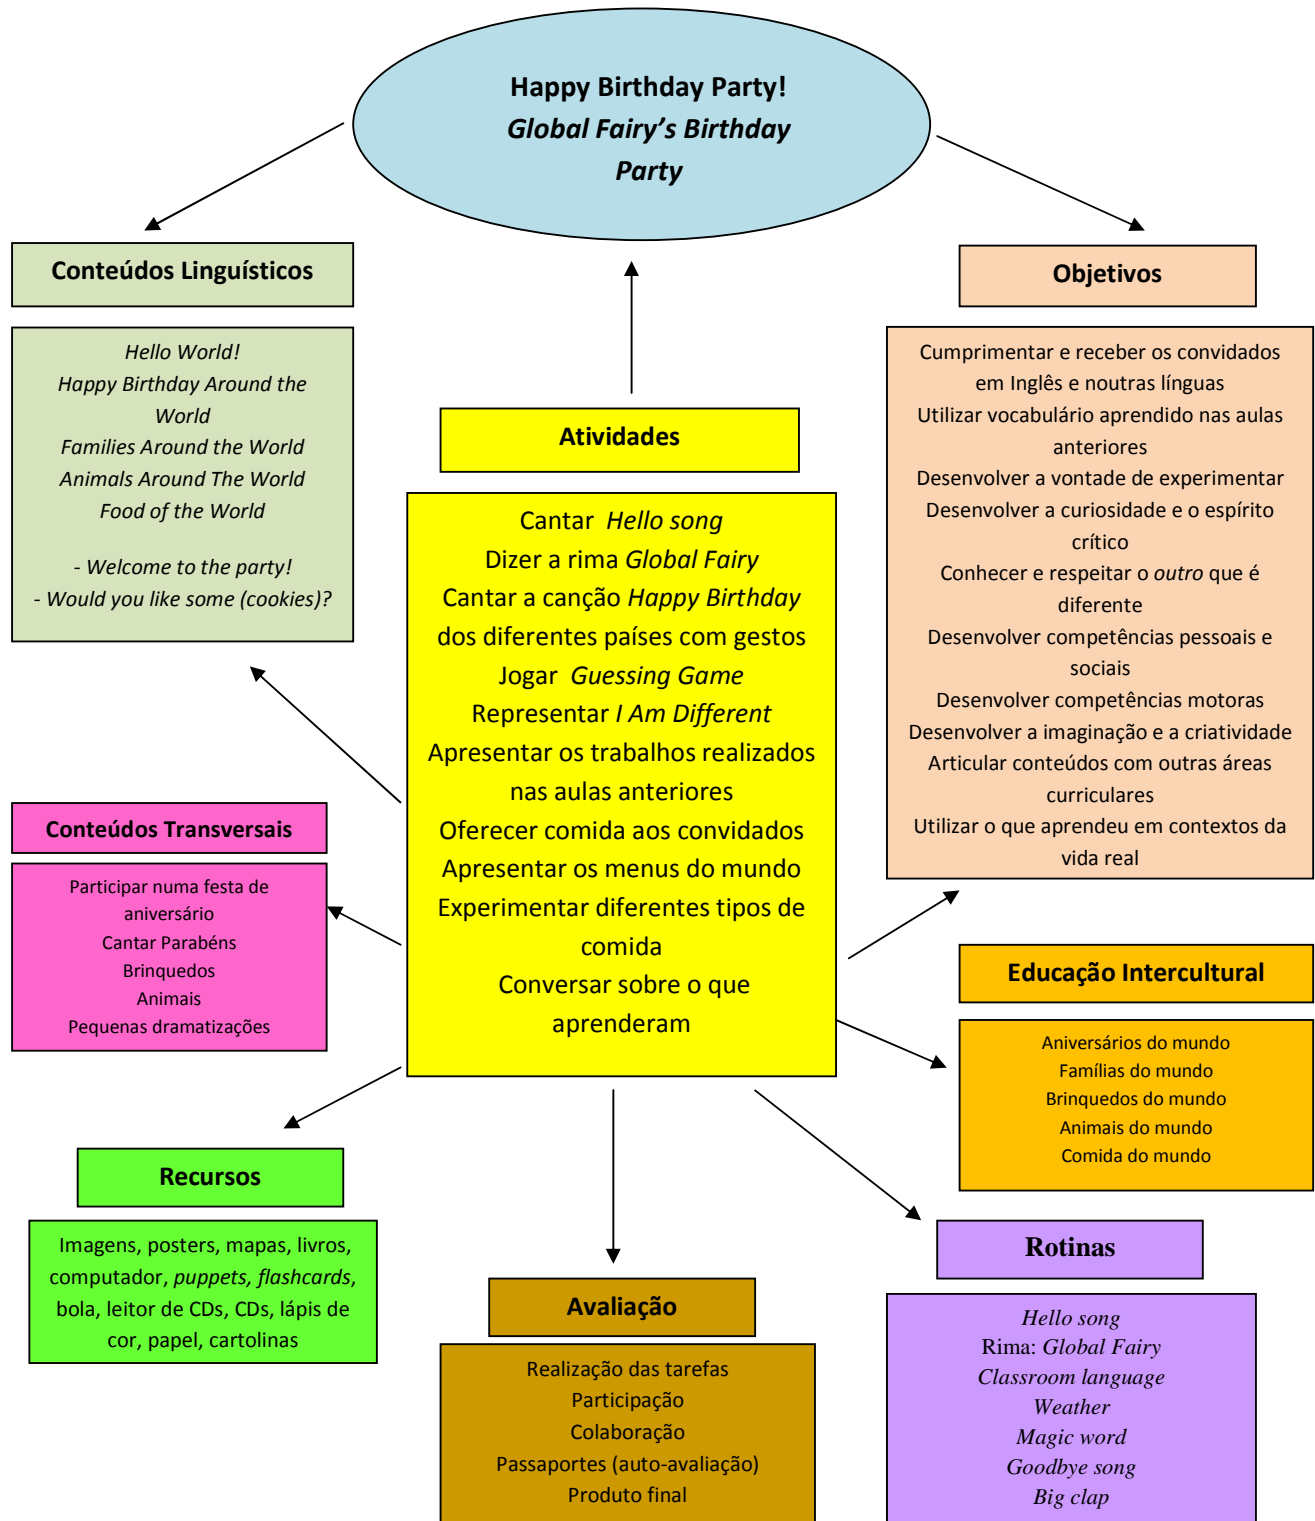 Happy Birthday Party!
Global Fairy’s Birthday
Party
Conteúdos Linguísticos
Hello World!
Happy Birthday Around the
World
Families Around the World
Animals Around The World
Food of the World
- Welcome to the party!
- Would you like some (cookies)?
Objetivos
Cumprimentar e receber os convidados
em Inglês e noutras línguas
Utilizar vocabulário aprendido nas aulas
anteriores
Desenvolver a vontade de experimentar
Desenvolver a curiosidade e o espírito
crítico
Conhecer e respeitar o outro que é
diferente
Desenvolver competências pessoais e
sociais
Desenvolver competências motoras
Desenvolver a imaginação e a criatividade
Articular conteúdos com outras áreas
curriculares
Utilizar o que aprendeu em contextos da
vida real
Atividades
Cantar Hello song
Dizer a rima Global Fairy
Cantar a canção Happy Birthday
dos diferentes países com gestos
Jogar Guessing Game
Representar I Am Different
Apresentar os trabalhos realizados
nas aulas anteriores
Oferecer comida aos convidados
Apresentar os menus do mundo
Experimentar diferentes tipos de
comida
Conversar sobre o que
aprenderam
Conteúdos Transversais
Participar numa festa de
aniversário
Cantar Parabéns
Brinquedos
Animais
Pequenas dramatizações
Educação Intercultural
Aniversários do mundo
Famílias do mundo
Brinquedos do mundo
Animais do mundo
Comida do mundo
Recursos
Imagens, posters, mapas, livros,
computador, puppets, flashcards,
bola, leitor de CDs, CDs, lápis de
cor, papel, cartolinas
Avaliação
Realização das tarefas
Participação
Colaboração
Passaportes (auto-avaliação)
Produto final
Rotinas
Hello song
Rima: Global Fairy
Classroom language
Weather
Magic word
Goodbye song
Big clap